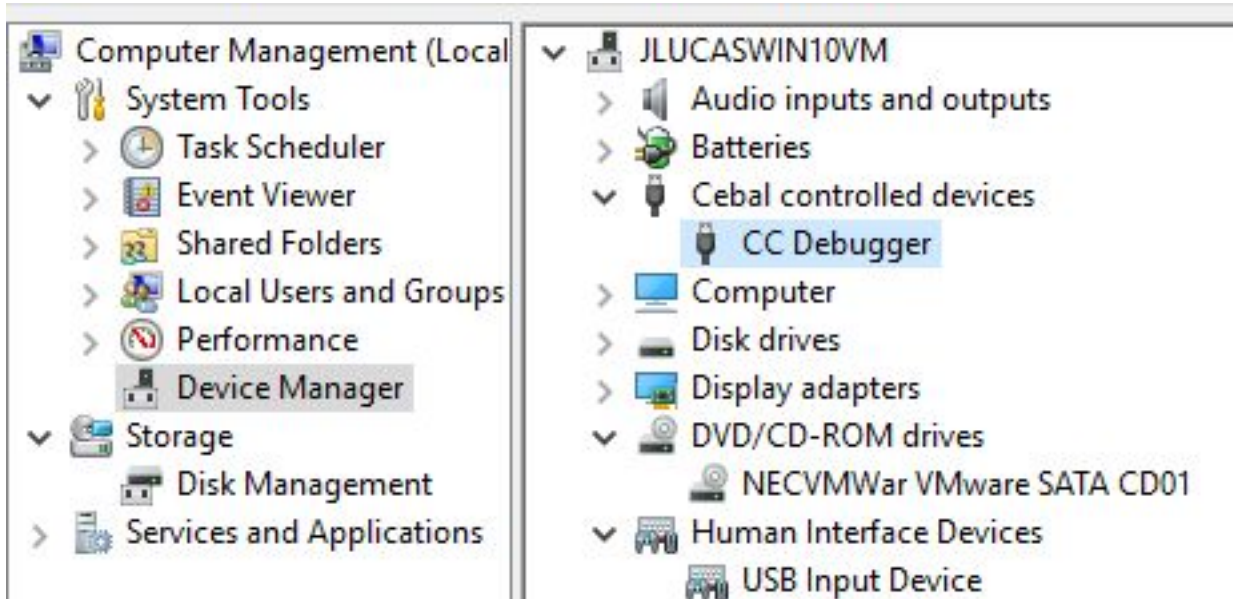 Computer Management (Local
System Tools
Task Scheduler
Event Viewer
Shared Folders
Local Users and Groups
Performance
Device Manager
Storage
Disk Management
Services and Applications
JLUCASWIN10VM
Audio inputs and outputs
Batteries
Cebal controlled devices
CC Debugger
Computer
Disk drives
Display adapters
DVD/CD-ROM drives
NECVMWar VMware SATA CD01
Human Interface Devices
USB Input Device